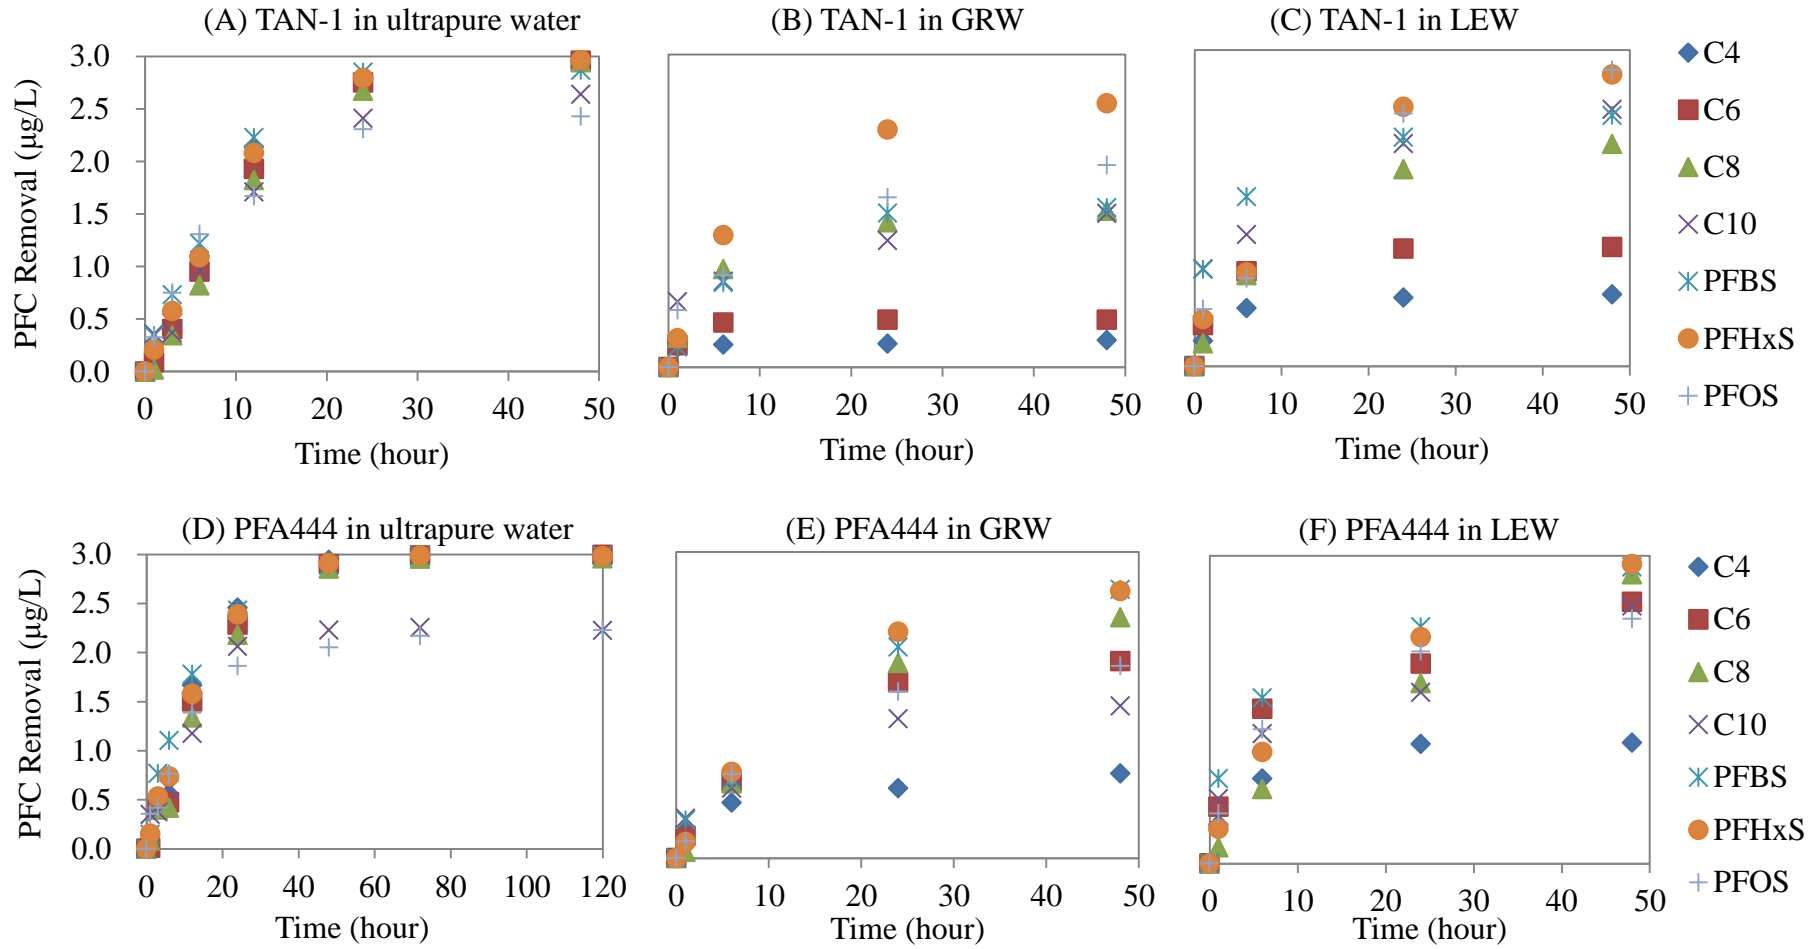 (A) TAN-1 in ultrapure water
(B) TAN-1 in GRW
(C) TAN-1 in LEW
PFC Removal (µg/L)
3.0
2.5
2.0
1.5
1.0
0.5
0.0
0 10 20 30 40 50
Time (hour)
0 10 20 30 40 50
Time (hour)
0 10 20 30 40 50
Time (hour)
C4
C6
C8
C10
PFBS
PFHxS
PFOS
(D) PFA444 in ultrapure water
(E) PFA444 in GRW
(F) PFA444 in LEW
PFC Removal (µg/L)
3.0
2.5
2.0
1.5
1.0
0.5
0.0
0 20 40 60 80 100 120
Time (hour)
0 10 20 30 40 50
Time (hour)
0 10 20 30 40 50
Time (hour)
C4
C6
C8
C10
PFBS
PFHxS
PFOS